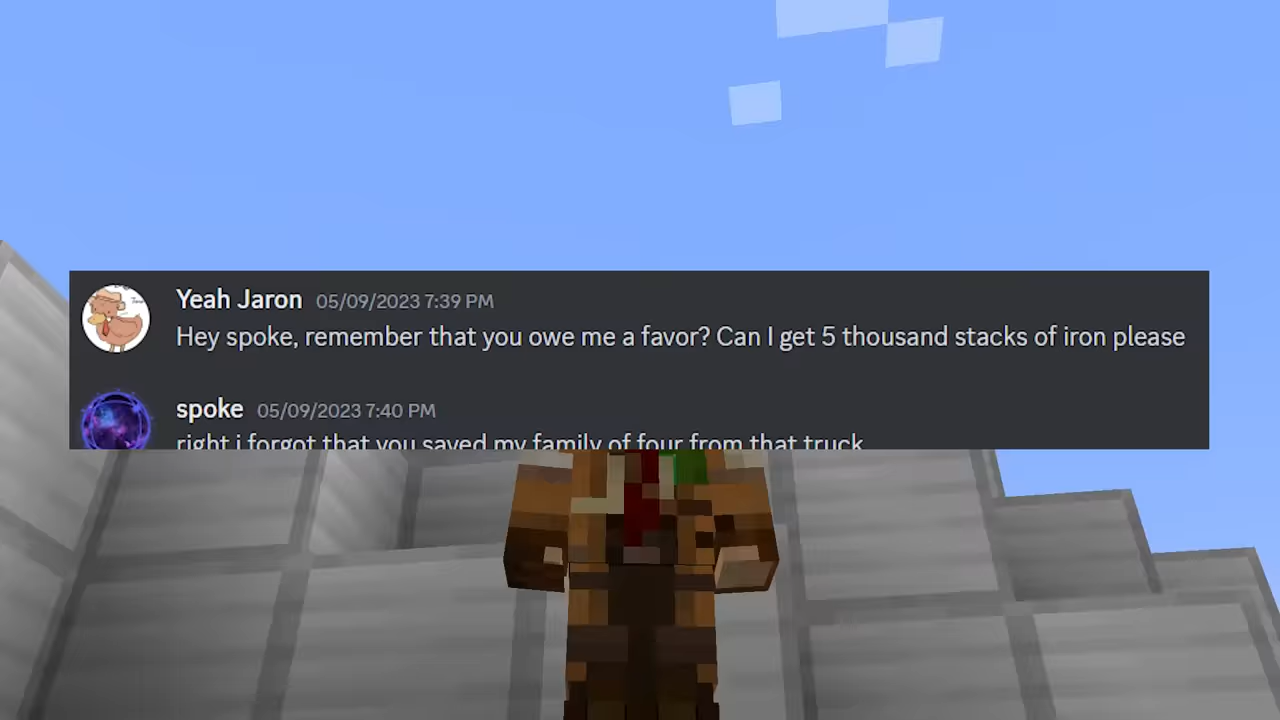 Yeah Jaron 05/09/2023 7:39 PM
Hey spoke, remember that you owe me a favor? Can I get 5 thousand stacks of iron please
spoke 05/09/2023 7:40 PM
right i forgot that you saved my family of four from that truck